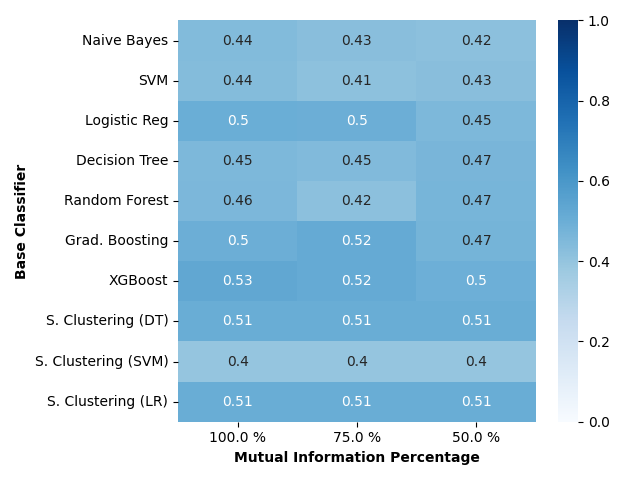 Naive Bayes 0.44 0.43 0.42
SVM 0.44 0.41 0.43
Logistic Reg 0.5 0.5 0.45
Decision Tree 0.45 0.45 0.47
Random Forest 0.46 0.42 0.47
Grad. Boosting 0.5 0.52 0.47
XGBoost 0.53 0.52 0.5
S. Clustering (DT) 0.51 0.51 0.51
S. Clustering (SVM) 0.4 0.4 0.4
S. Clustering (LR) 0.51 0.51 0.51
100.0 % 75.0 % 50.0 %
Mutual Information Percentage
Base Classifier
1.0
0.8
0.6
0.4
0.2
0.0